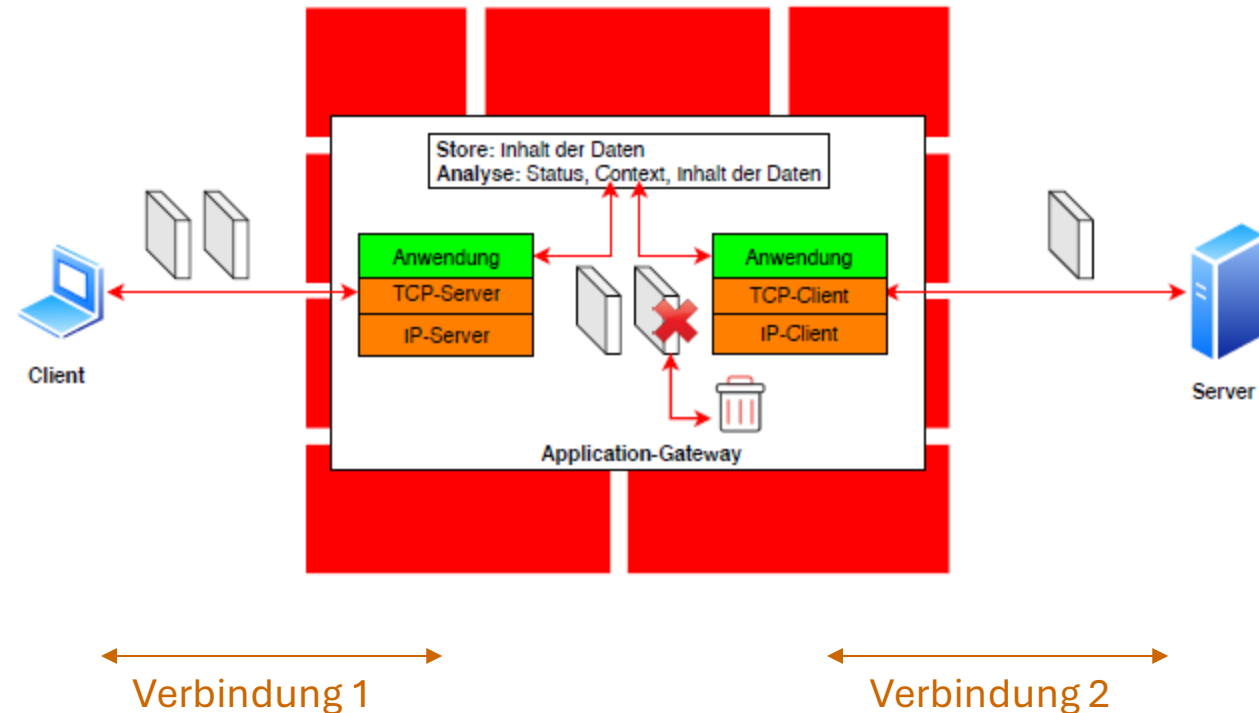 Store: Inhalt der Daten
Analyse: Status, Context, Inhalt der Daten
Anwendung
TCP-Server
IP-Server
Anwendung
TCP-Client
IP-Client
Client
Server
Application-Gateway
Verbindung 1
Verbindung 2